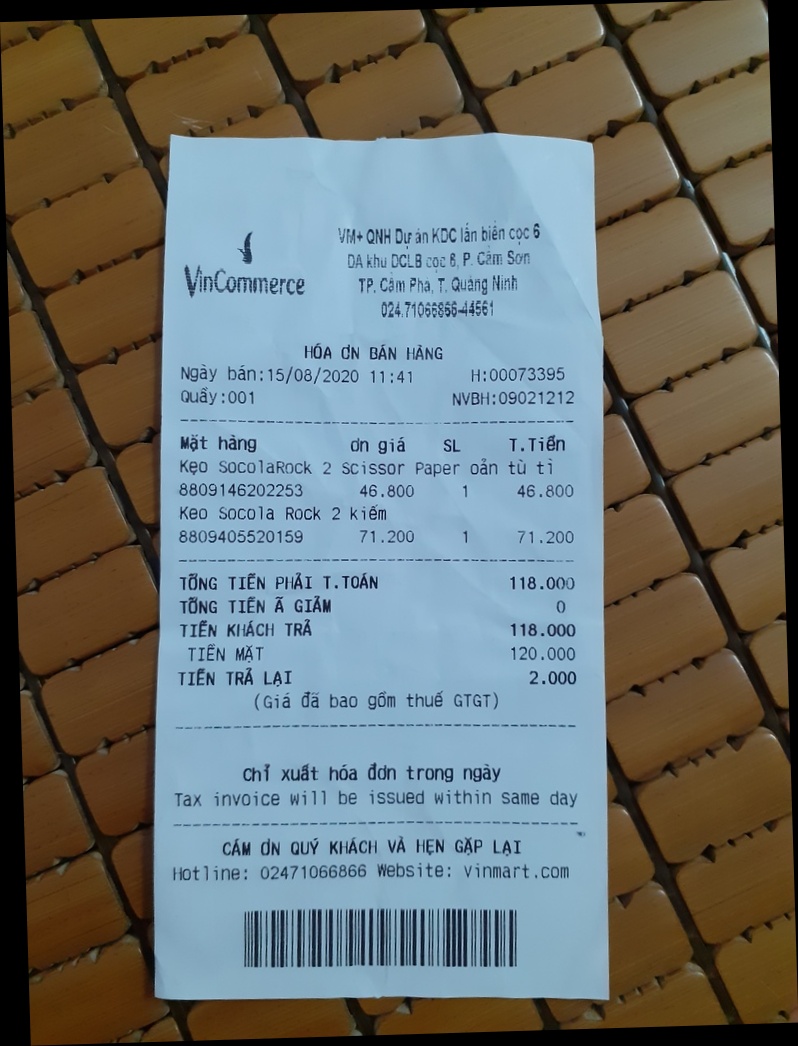 VinCommerce
VM+ QNH Dự án KDC lấn biển cọc 6
DA khu DCLB cọc 6, P. Cẩm Sơn
TP. Cẩm Phả, T. Quảng Ninh
024.71066866-44561
HÓA ƠN BÁN HÀNG
Ngày bán:15/08/2020 11:41 H:00073395
Quầy:001 NVBH:09021212
Mặt hàng ơn giá SL T.Tiền
Kẹo SocolaRock 2 Scissor Paper oản tù tì
8809146202253 46.800 1 46.800
Keo Socola Rock 2 kiếm
8809405520159 71.200 1 71.200
TỔNG TIỀN PHẢI T.TOÁN 118.000
TỔNG TIỀN Ã GIẢM 0
TIỀN KHÁCH TRẢ 118.000
TIỀN MẶT 120.000
TIỀN TRẢ LẠI 2.000
(Giá đã bao gồm thuế GTGT)
Chỉ xuất hóa đơn trong ngày
Tax invoice will be issued within same day
CÁM ƠN QUÝ KHÁCH VÀ HẸN GẶP LẠI
Hotline: 02471066866 Website: vinmart.com